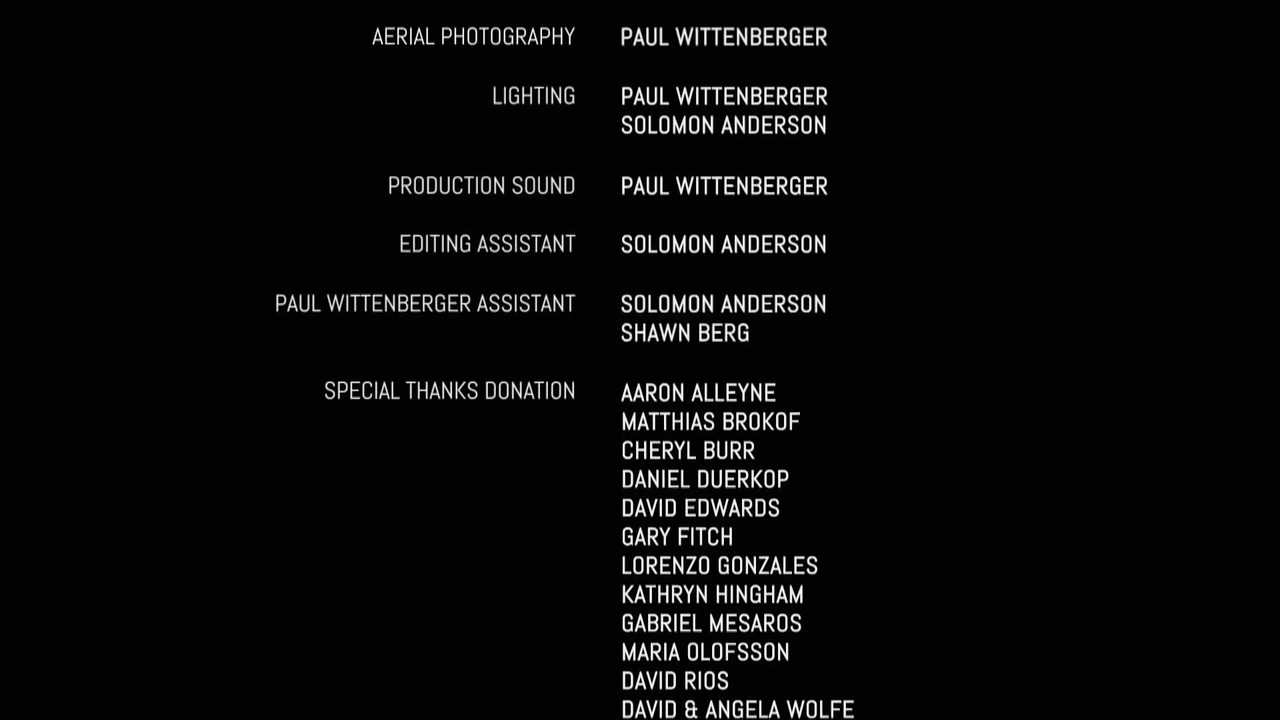 AERIAL PHOTOGRAPHY PAUL WITTENBERGER
LIGHTING PAUL WITTENBERGER
SOLOMON ANDERSON
PRODUCTION SOUND PAUL WITTENBERGER
EDITING ASSISTANT SOLOMON ANDERSON
PAUL WITTENBERGER ASSISTANT SOLOMON ANDERSON
SHAWN BERG
SPECIAL THANKS DONATION AARON ALLEYNE
MATTHIAS BROKOF
CHERYL BURR
DANIEL DUERKOP
DAVID EDWARDS
GARY FITCH
LORENZO GONZALES
KATHRYN HINGHAM
GABRIEL MESAROS
MARIA OLOFSSON
DAVID RIOS
DAVID & ANGELA WOLFE